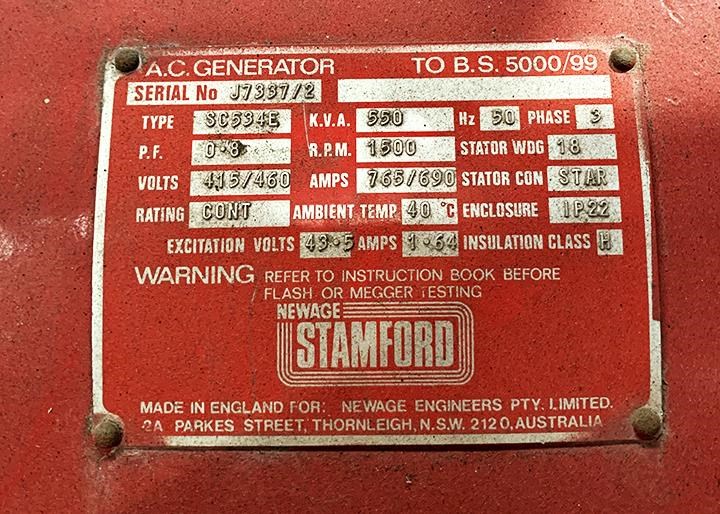 A.C. GENERATOR TO B.S. 5000/99
SERIAL No J7337/2
TYPE SC534E K.V.A. 550 Hz 50 PHASE 3
P.F. 0·8 R.P.M. 1500 STATOR WDG 18
VOLTS 415/460 AMPS 765/690 STATOR CON STAR
RATING CONT AMBIENT TEMP 40 °C ENCLOSURE IP22
EXCITATION VOLTS 43·5 AMPS 1·64 INSULATION CLASS H
WARNING REFER TO INSTRUCTION BOOK BEFORE
FLASH OR MEGGER TESTING
NEWAGE
STAMFORD
MADE IN ENGLAND FOR: NEWAGE ENGINEERS PTY. LIMITED.
2A PARKES STREET, THORNLEIGH, N.S.W. 2120, AUSTRALIA